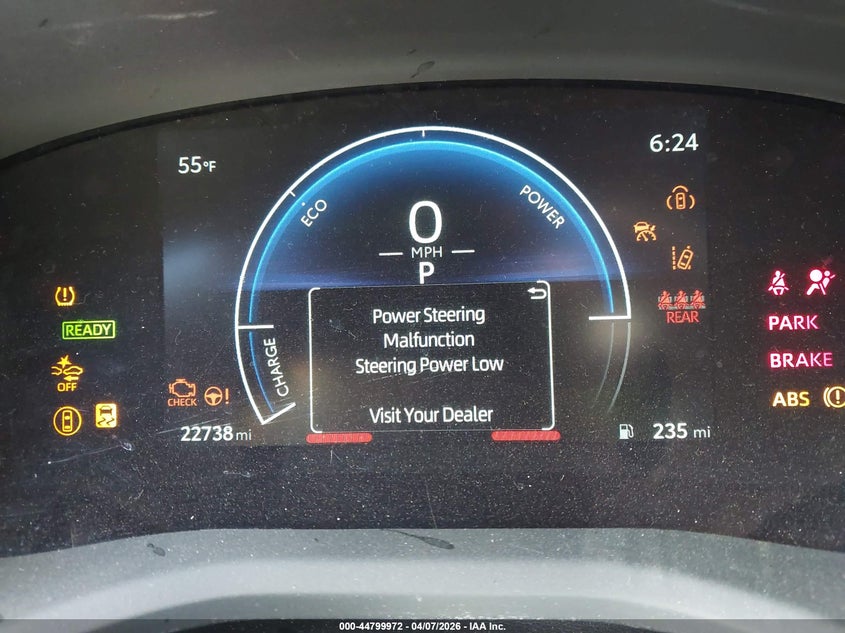 55°F
6:24
ECO
POWER
0
MPH
P
Power Steering
Malfunction
Steering Power Low
Visit Your Dealer
CHARGE
READY
OFF
CHECK
22738 mi
235 mi
REAR
PARK
BRAKE
ABS
000-44799972 - 04/07/2026 - IAA Inc.